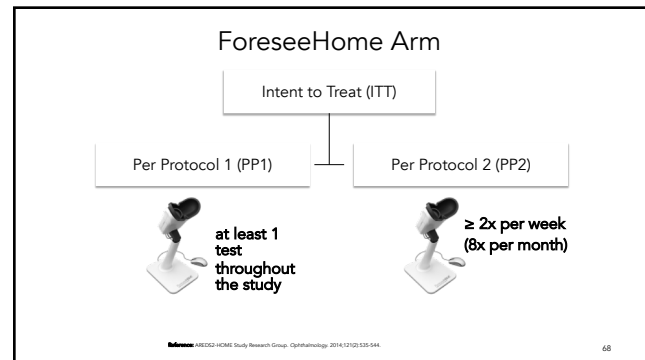 ForeseeHome Arm
Intent to Treat (ITT)
Per Protocol 1 (PP1)
Per Protocol 2 (PP2)
at least 1
test
throughout
the study
≥ 2x per week
(8x per month)
Reference: AREDS2-HOME Study Research Group. Ophthalmology. 2014;121(2):535-544.
68